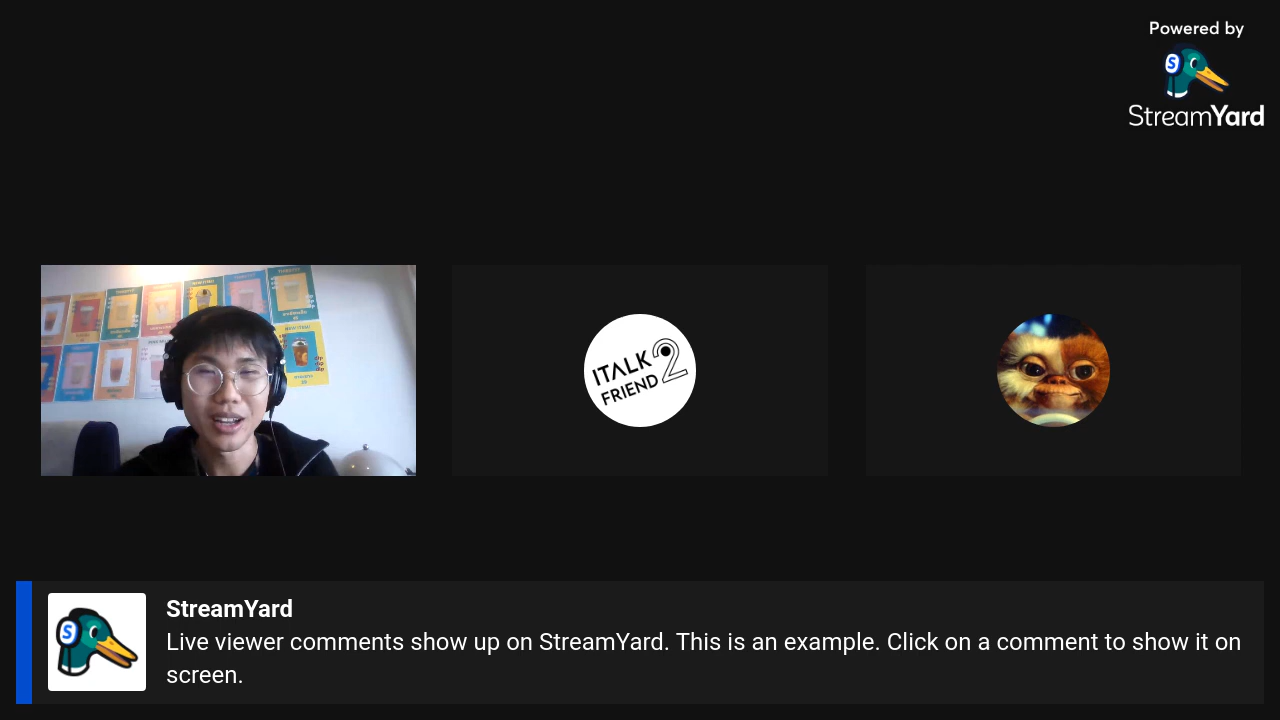 Powered by
S
StreamYard
ITALK
2
FRIEND
S
StreamYard
Live viewer comments show up on StreamYard. This is an example. Click on a comment to show it on
screen.